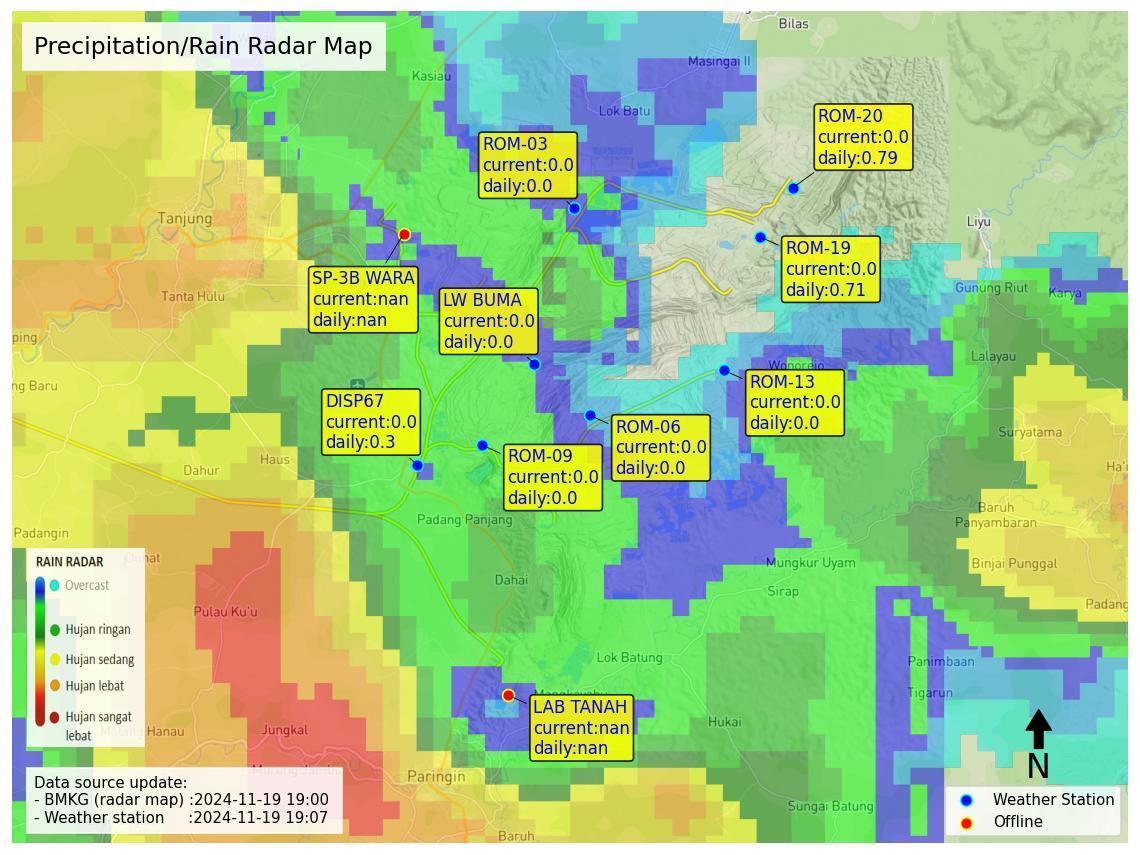 Precipitation/Rain Radar Map
Bilas
Masingai II
Kasiau
Lok Batu
ROM-20
current:0.0
daily:0.79
ROM-03
current:0.0
daily:0.0
Tanjung
Liyu
ROM-19
current:0.0
daily:0.71
SP-3B WARA
current:nan
daily:nan
Tanta Hulu
LW BUMA
current:0.0
daily:0.0
Gunung Riut
Karya
ping
Lalayau
Wonorejo
ng Baru
ROM-13
current:0.0
daily:0.0
DISP67
current:0.0
daily:0.3
ROM-06
current:0.0
daily:0.0
Suryatama
Haus
Dahur
ROM-09
current:0.0
daily:0.0
Ha'u
Baruh
Panyambaran
Padang Panjang
Padangin
Mungkur Uyam
Binjai Punggal
Dahai
Sirap
Padang
RAIN RADAR
Overcast
Hujan ringan
Hujan sedang
Hujan lebat
Hujan sangat
lebat
Pulau Ku'u
Lok Batung
Panimbaan
Tigarun
LAB TANAH
current:nan
daily:nan
Hukai
Manah Hanau
Jungkal
Paringin
N
Data source update:
- BMKG (radar map) :2024-11-19 19:00
- Weather station :2024-11-19 19:07
Sungai Batung
Baruh
Weather Station
Offline